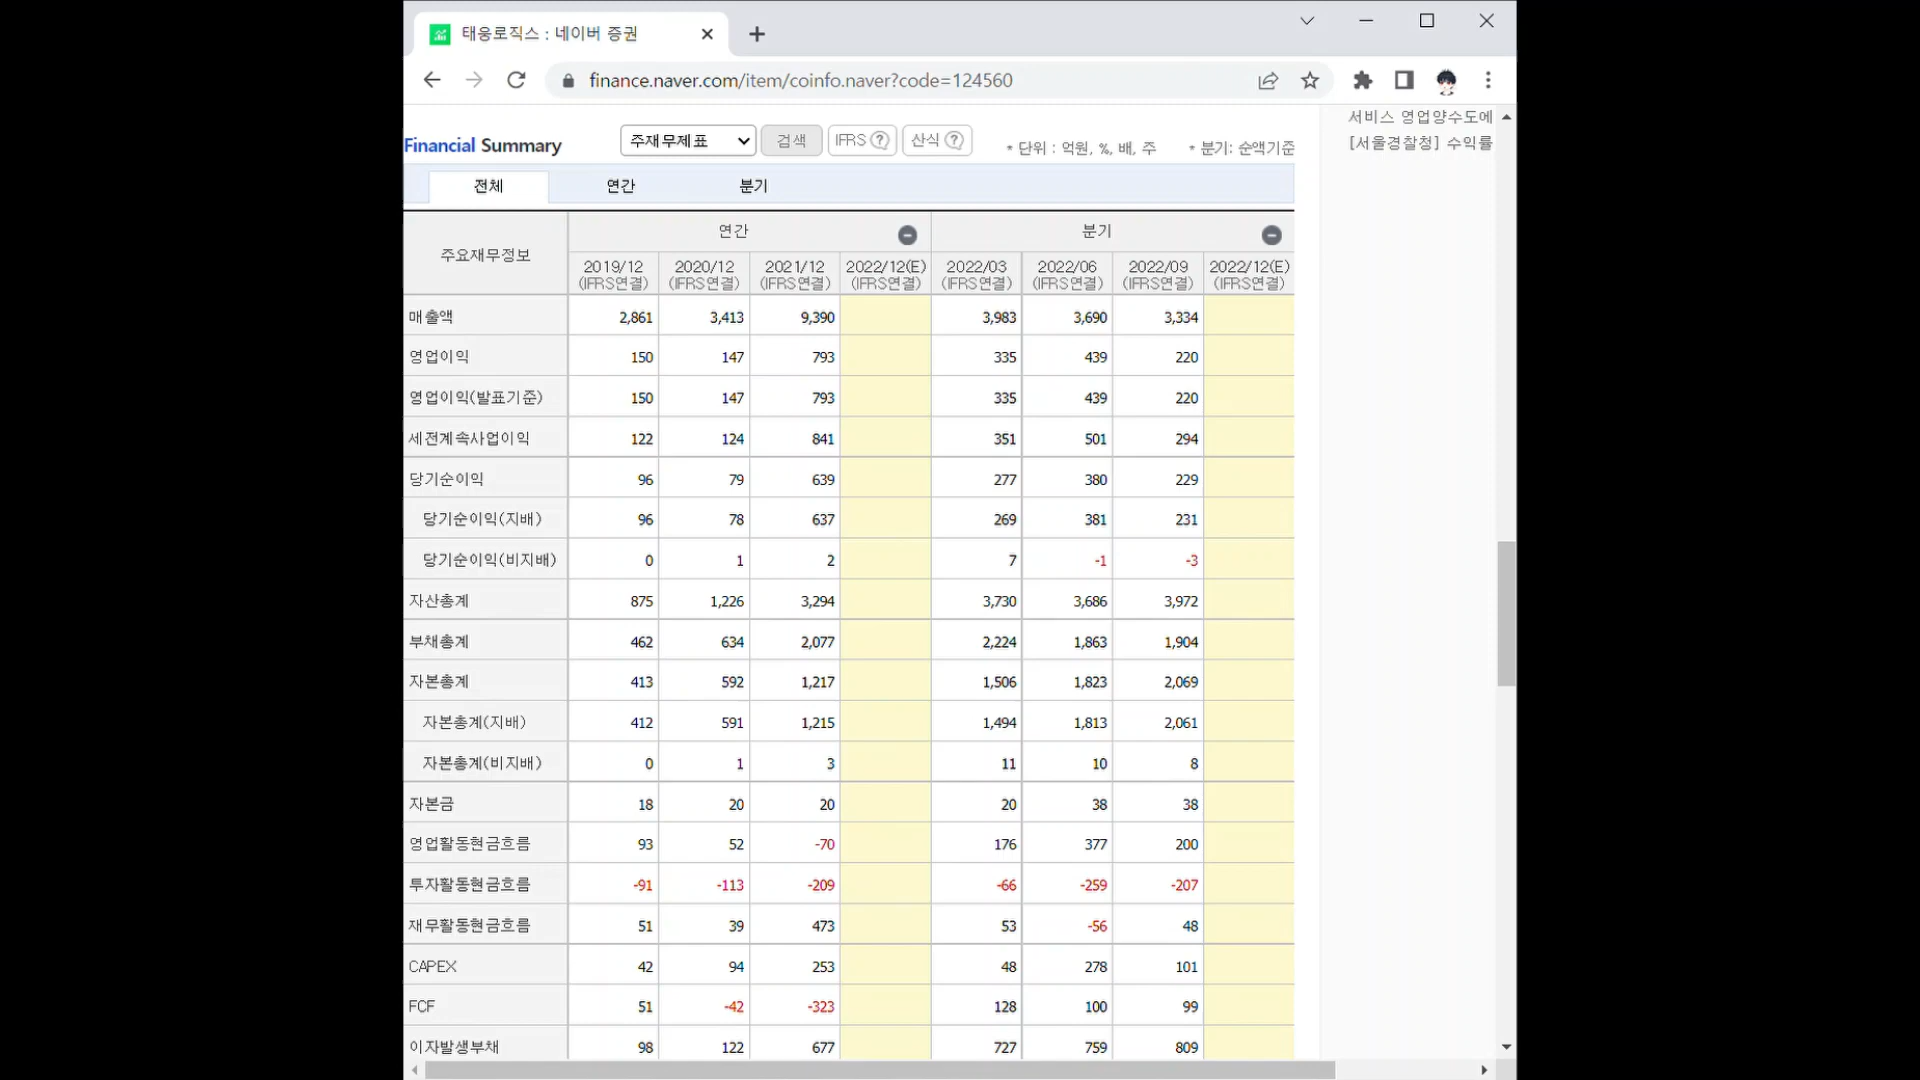 태웅로직스 : 네이버 증권
finance.naver.com/item/coinfo.naver?code=124560
서비스 영업양수도에
[서울경찰청] 수익률
Financial Summary
주재무제표
검색
IFRS ?
산식 ?
* 단위 : 억원, %, 배, 주
* 분기: 순액기준
전체 연간 분기
주요재무정보 연간 분기
2019/12 2020/12 2021/12 2022/12(E) 2022/03 2022/06 2022/09 2022/12(E)
(IFRS연결) (IFRS연결) (IFRS연결) (IFRS연결) (IFRS연결) (IFRS연결) (IFRS연결) (IFRS연결)
매출액 2,861 3,413 9,390 3,983 3,690 3,334
영업이익 150 147 793 335 439 220
영업이익(발표기준) 150 147 793 335 439 220
세전계속사업이익 122 124 841 351 501 294
당기순이익 96 79 639 277 380 229
당기순이익(지배) 96 78 637 269 381 231
당기순이익(비지배) 0 1 2 7 -1 -3
자산총계 875 1,226 3,294 3,730 3,686 3,972
부채총계 462 634 2,077 2,224 1,863 1,904
자본총계 413 592 1,217 1,506 1,823 2,069
자본총계(지배) 412 591 1,215 1,494 1,813 2,061
자본총계(비지배) 0 1 3 11 10 8
자본금 18 20 20 20 38 38
영업활동현금흐름 93 52 -70 176 377 200
투자활동현금흐름 -91 -113 -209 -66 -259 -207
재무활동현금흐름 51 39 473 53 -56 48
CAPEX 42 94 253 48 278 101
FCF 51 -42 -323 128 100 99
이자발생부채 98 122 677 727 759 809